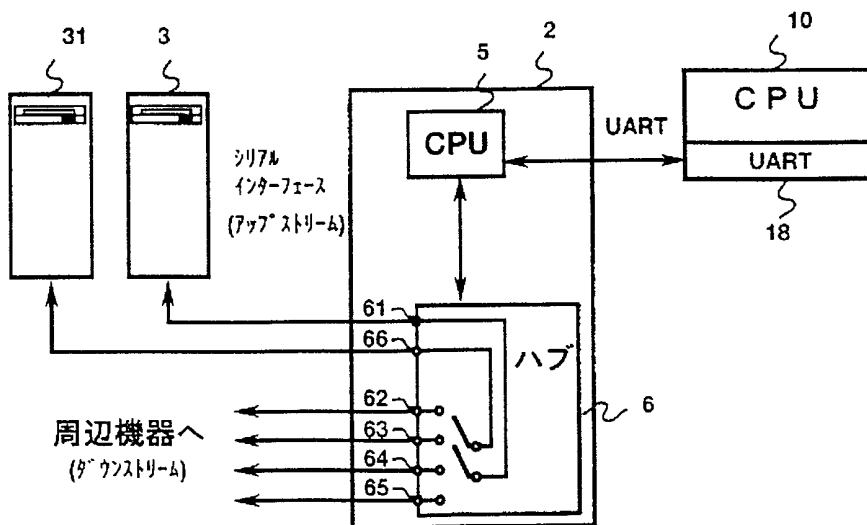 31
3
2
5
10
CPU
UART
CPU
UART
18
シリアル
インターフェース
(アップストリーム)
61
66
ハブ
62
63
64
65
6
周辺機器へ
(ダウンストリーム)